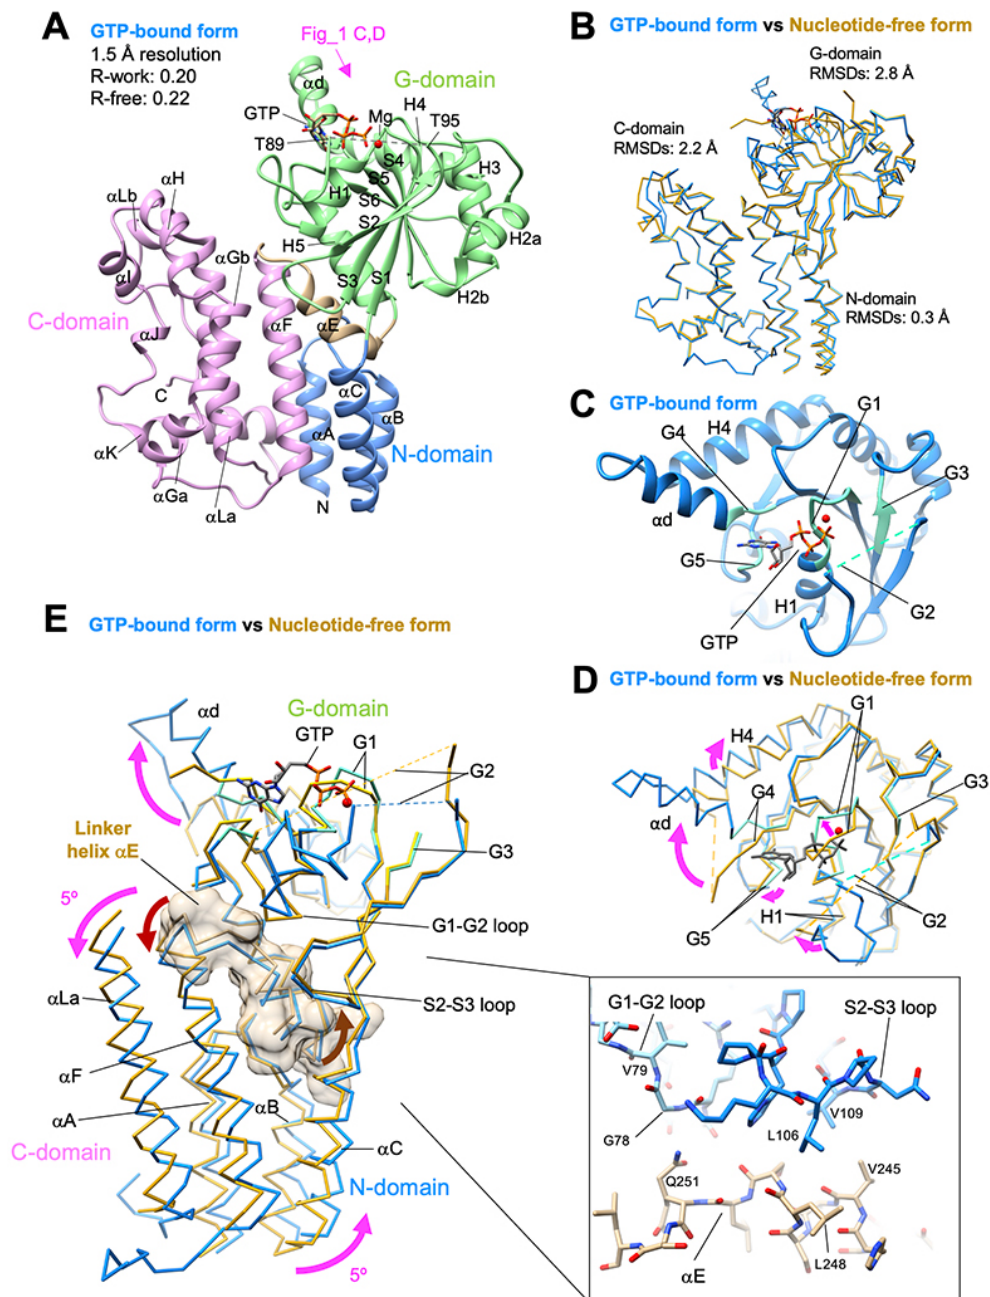 A
GTP-bound form
1.5 Å resolution
R-work: 0.20
R-free: 0.22
Fig_1 C,D
G-domain
αd
GTP
Mg
H4
T95
T89
S4
S5
H3
H1
S6
S2
αH
αLb
H5
H2a
αGb
αI
S3
S1
H2b
C-domain
αJ
αF
αE
C
αC
αB
αA
αK
N-domain
αGa
αLa
N
B
GTP-bound form vs Nucleotide-free form
G-domain
RMSDs: 2.8 Å
C-domain
RMSDs: 2.2 Å
N-domain
RMSDs: 0.3 Å
C
GTP-bound form
G1
H4
G4
G3
αd
G5
H1
G2
GTP
D
GTP-bound form vs Nucleotide-free form
G1
H4
G3
G4
αd
H1
G2
G5
E
GTP-bound form vs Nucleotide-free form
αd
G-domain
GTP
G1
G2
Linker
helix αE
G3
5º
G1-G2 loop
αLa
S2-S3 loop
αF
αB
αA
αC
C-domain
N-domain
5º
G1-G2 loop
S2-S3 loop
V79
V109
G78
L106
Q251
V245
αE
L248